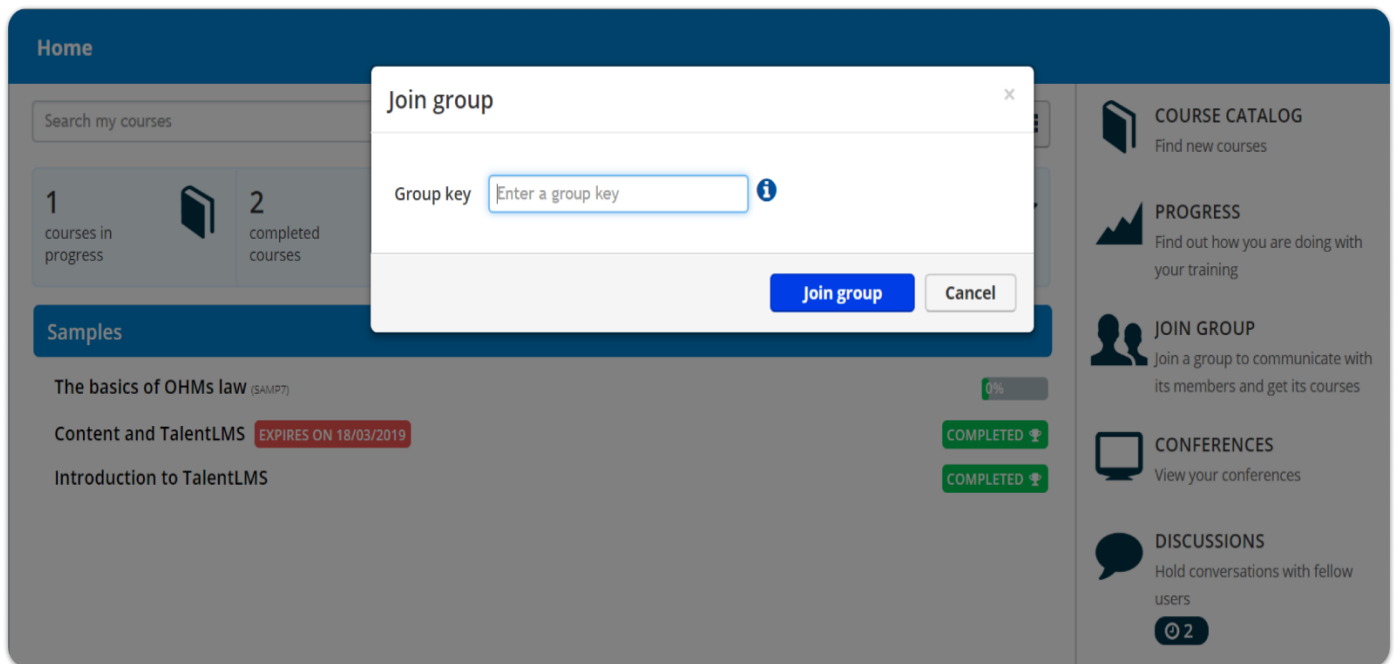 Home
Join group
×
Search my courses
Group key
Enter a group key
Join group
Cancel
1
courses in
progress
2
completed
courses
Samples
The basics of OHMs law (SAMP7)
0%
Content and TalentLMS EXPIRES ON 18/03/2019
COMPLETED
Introduction to TalentLMS
COMPLETED
COURSE CATALOG
Find new courses
PROGRESS
Find out how you are doing with
your training
JOIN GROUP
Join a group to communicate with
its members and get its courses
CONFERENCES
View your conferences
DISCUSSIONS
Hold conversations with fellow
users
2